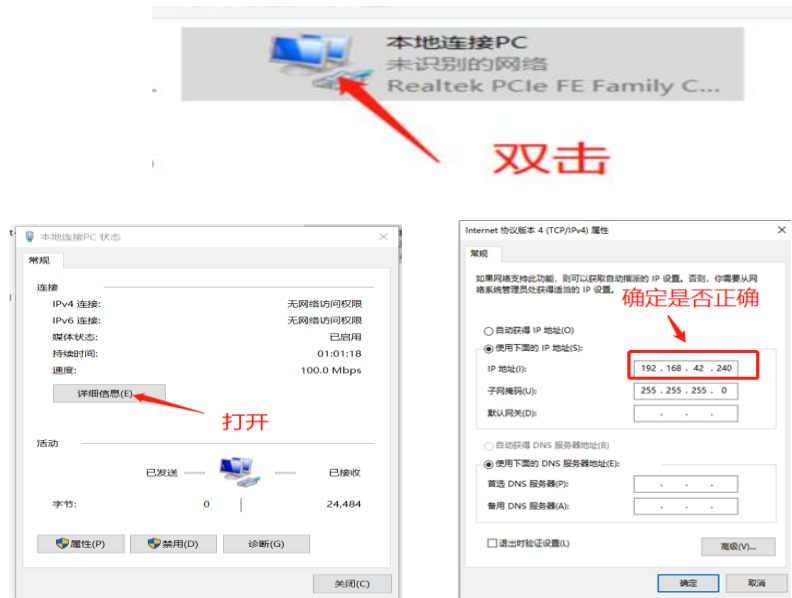 本地连接PC
未识别的网络
Realtek PCIe FE Family C...
双击
本地连接PC 状态
常规
连接
IPv4 连接: 无网络访问权限
IPv6 连接: 无网络访问权限
媒体状态: 已启用
持续时间: 01:01:18
速度: 100.0 Mbps
详细信息(E)...
打开
活动
已发送 已接收
字节: 0 24,484
属性(P) 禁用(D) 诊断(G)
关闭(C)
Internet 协议版本 4 (TCP/IPv4) 属性
常规
如果网络支持此功能，则可以获取自动指派的 IP 设置。否则，你需要从网
络系统管理员处获得适当的 IP 设置。
确定是否正确
自动获得 IP 地址(O)
使用下面的 IP 地址(S):
IP 地址(I): 192 . 168 . 42 . 240
子网掩码(U): 255 . 255 . 255 . 0
默认网关(D): . . .
自动获得 DNS 服务器地址(B)
使用下面的 DNS 服务器地址(E):
首选 DNS 服务器(P): . . .
备用 DNS 服务器(A): . . .
退出时验证设置(L)
高级(V)...
确定 取消